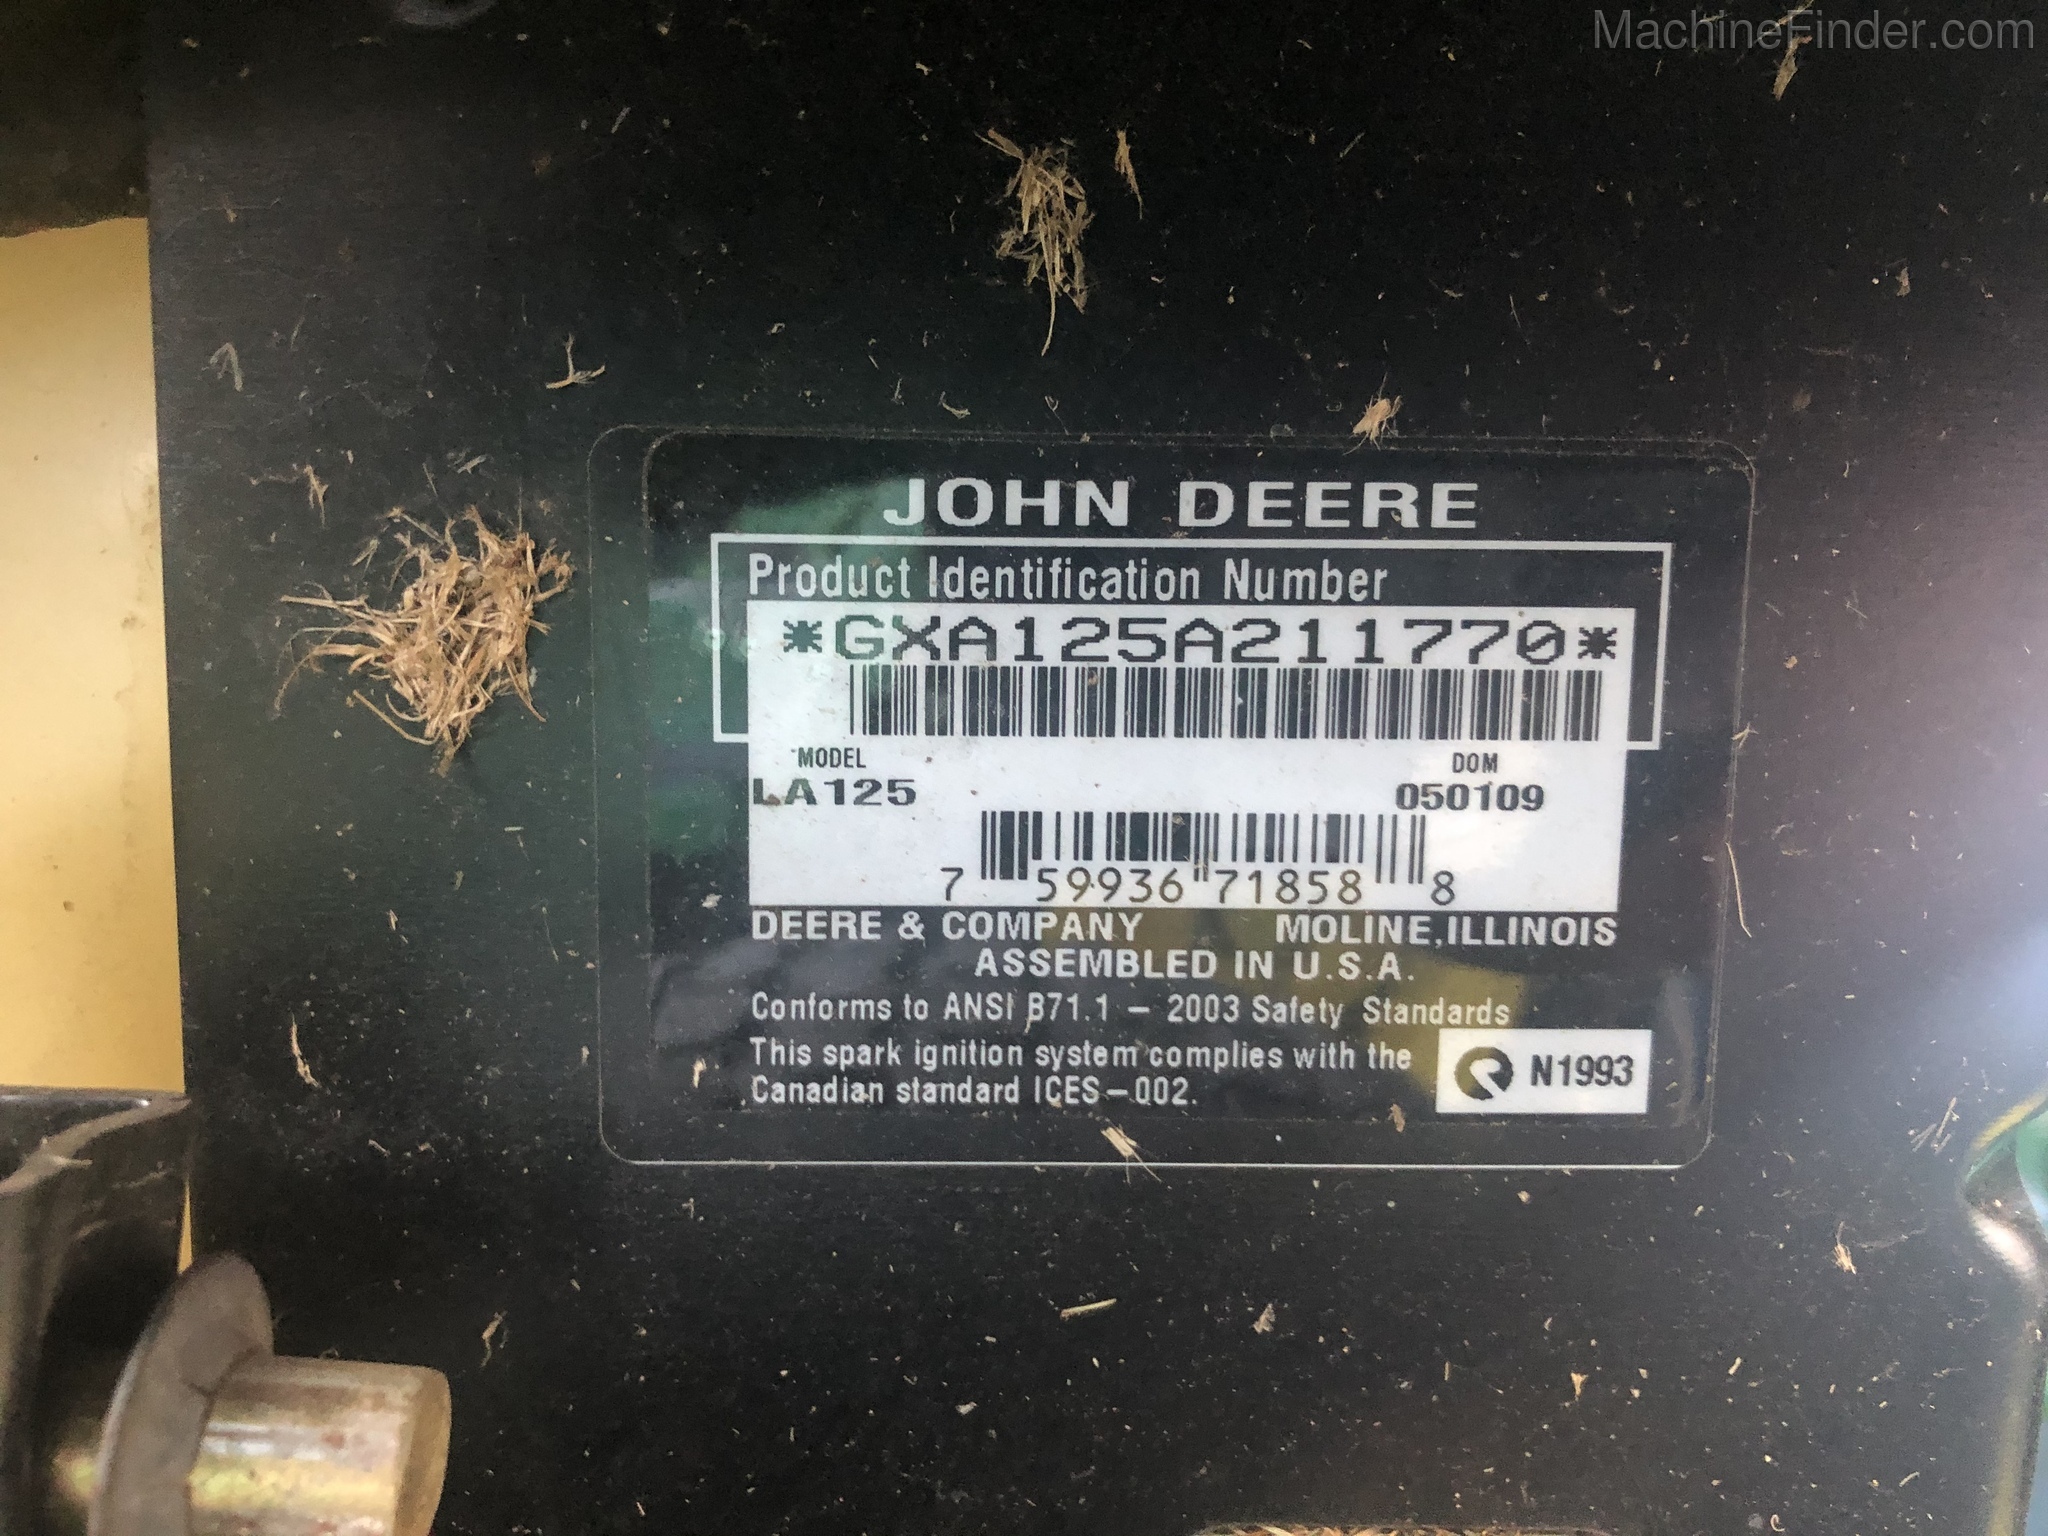 MachineFinder.com
JOHN DEERE
Product Identification Number
*GXA125A211770*
MODEL DOM
LA125 050109
7 59936 71858 8
DEERE & COMPANY MOLINE, ILLINOIS
ASSEMBLED IN U.S.A.
Conforms to ANSI B71.1 – 2003 Safety Standards
This spark ignition system complies with the
Canadian standard ICES–002.
N1993